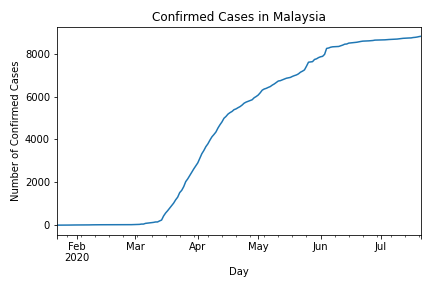 Confirmed Cases in Malaysia
Number of Confirmed Cases
8000
6000
4000
2000
0
Feb Mar Apr May Jun Jul
2020
Day